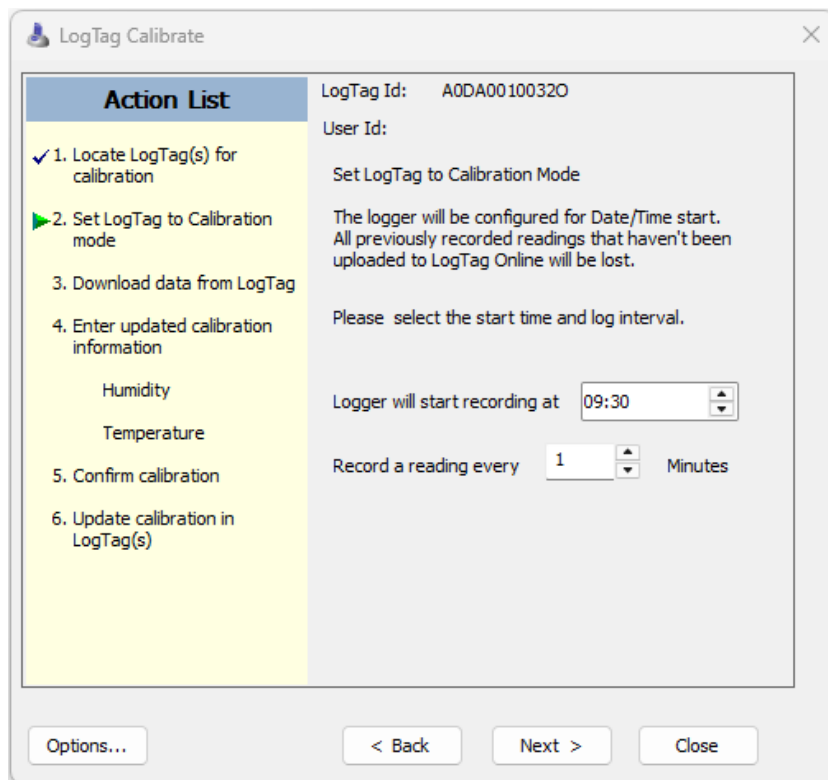 LogTag Calibrate
Action List
1. Locate LogTag(s) for
calibration
2. Set LogTag to Calibration
mode
3. Download data from LogTag
4. Enter updated calibration
information
Humidity
Temperature
5. Confirm calibration
6. Update calibration in
LogTag(s)
LogTag Id: A0DA0010032O
User Id:
Set LogTag to Calibration Mode
The logger will be configured for Date/Time start.
All previously recorded readings that haven't been
uploaded to LogTag Online will be lost.
Please select the start time and log interval.
Logger will start recording at 09:30
Record a reading every 1 Minutes
Options... < Back Next > Close